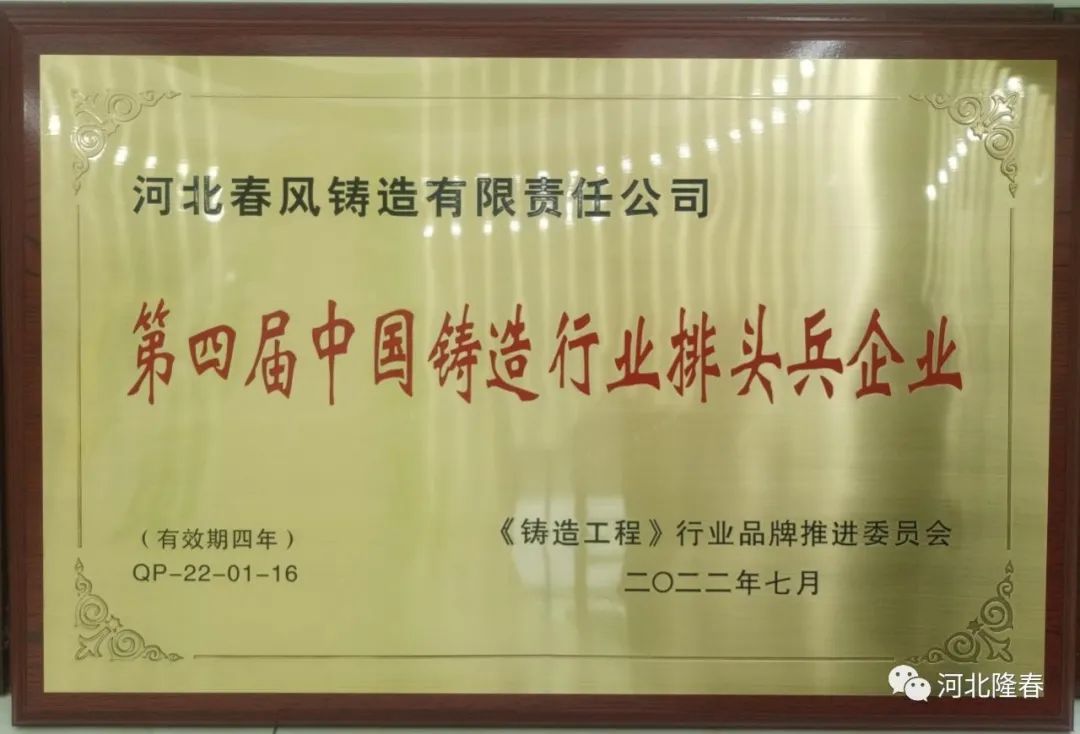 河北春风铸造有限责任公司
第四届中国铸造行业排头兵企业
（有效期四年）
QP-22-01-16
《铸造工程》行业品牌推进委员会
二〇二二年七月
河北隆春